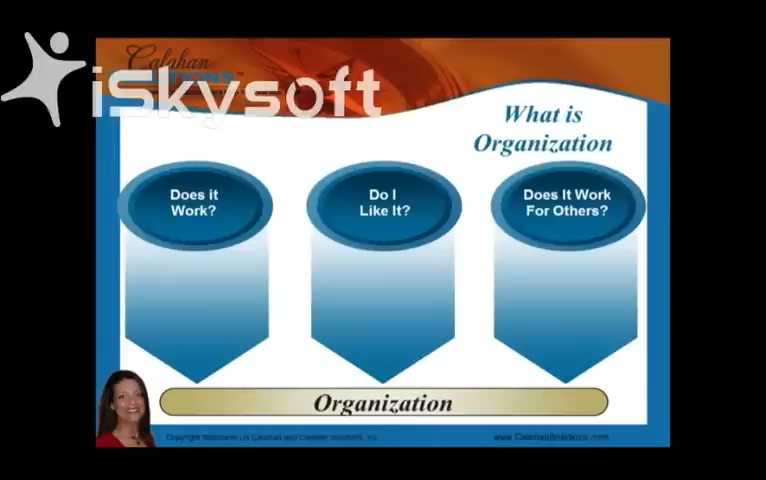 Calahan
iSkysoft
What is
Organization
Does it
Work?
Do I
Like It?
Does It Work
For Others?
Organization
www.CalahanSolutions.com